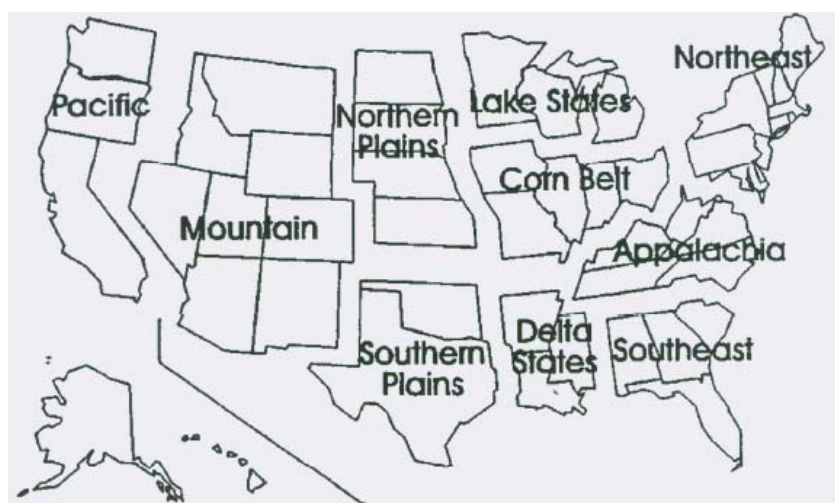 Northeast
Pacific
Northern
Plains
Lake States
Corn Belt
Mountain
Appalachia
Southern
Plains
Delta
States
Southeast